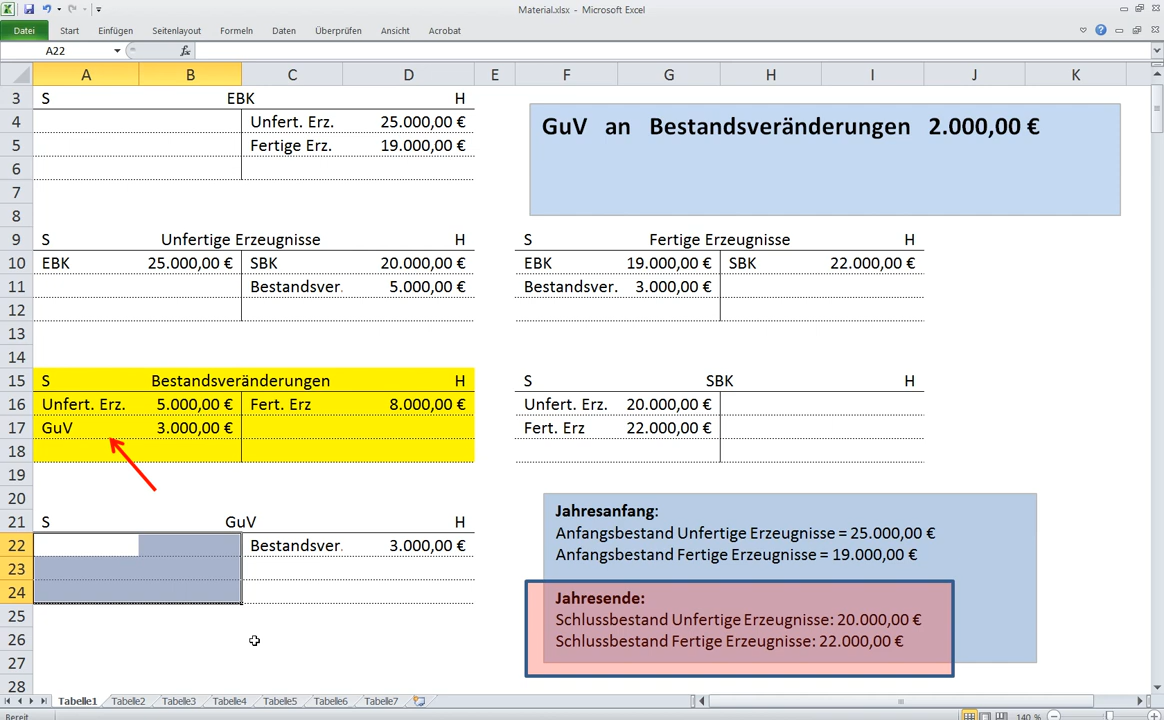 Material.xlsx - Microsoft Excel
Datei Start Einfügen Seitenlayout Formeln Daten Überprüfen Ansicht Acrobat
A22 fx
A B C D E F G H I J K
3 S EBK H
4 Unfert. Erz. 25.000,00 €
5 Fertige Erz. 19.000,00 €
6
7
8
GuV an Bestandsveränderungen 2.000,00 €
9 S Unfertige Erzeugnisse H S Fertige Erzeugnisse H
10 EBK 25.000,00 € SBK 20.000,00 € EBK 19.000,00 € SBK 22.000,00 €
11 Bestandsver. 5.000,00 € Bestandsver. 3.000,00 €
12
13
14
15 S Bestandsveränderungen H S SBK H
16 Unfert. Erz. 5.000,00 € Fert. Erz 8.000,00 € Unfert. Erz. 20.000,00 €
17 GuV 3.000,00 € Fert. Erz 22.000,00 €
18
19
20
21 S GuV H
22 Bestandsver. 3.000,00 €
23
24
25
26
27
28
Jahresanfang:
Anfangsbestand Unfertige Erzeugnisse = 25.000,00 €
Anfangsbestand Fertige Erzeugnisse = 19.000,00 €
Jahresende:
Schlussbestand Unfertige Erzeugnisse: 20.000,00 €
Schlussbestand Fertige Erzeugnisse: 22.000,00 €
Tabelle1 Tabelle2 Tabelle3 Tabelle4 Tabelle5 Tabelle6 Tabelle7
Bereit 140 %